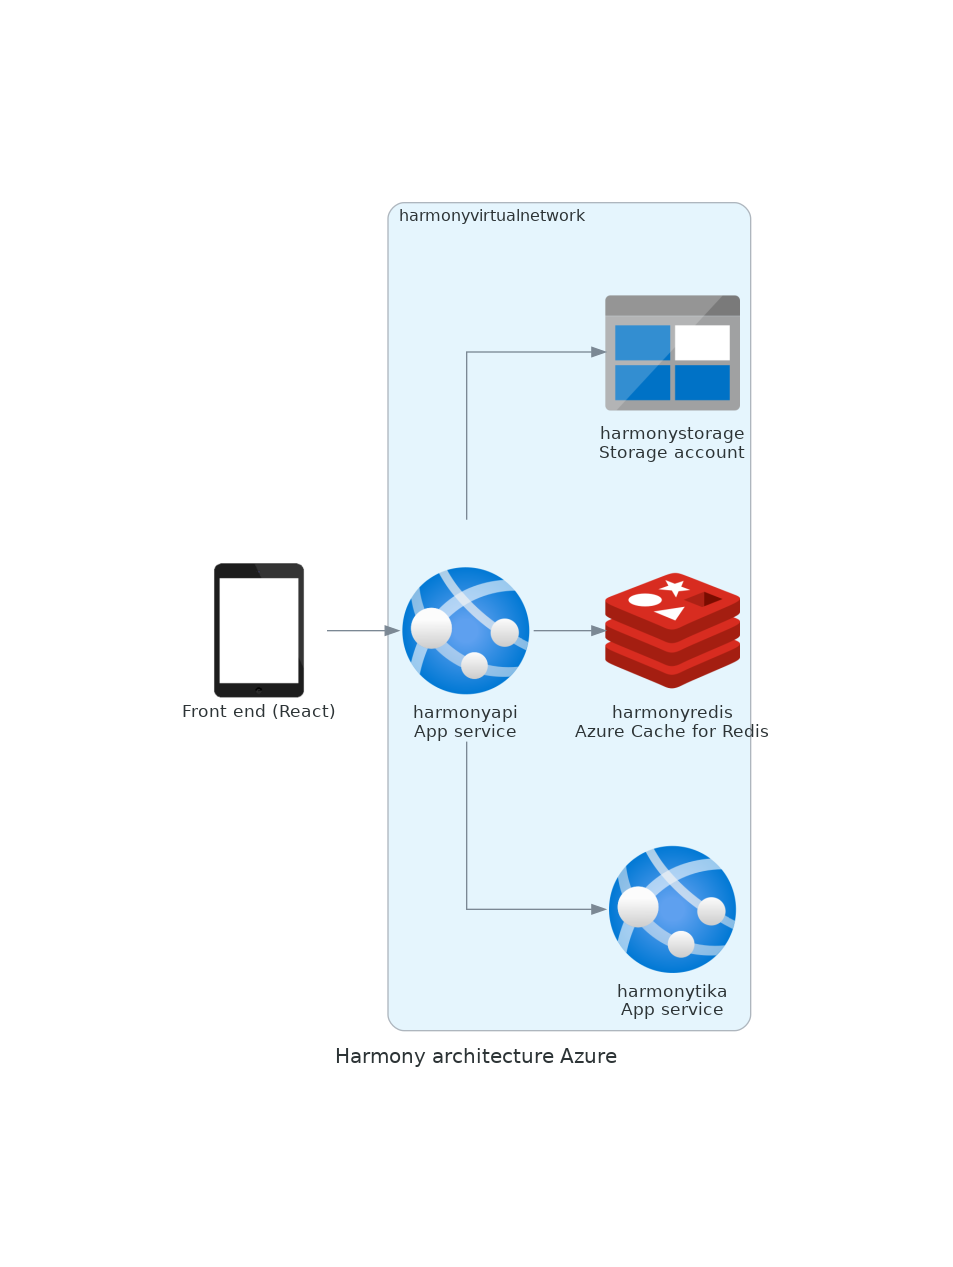 harmonyvirtualnetwork
harmonystorage
Storage account
Front end (React)
harmonyapi
App service
harmonyredis
Azure Cache for Redis
harmonytika
App service
Harmony architecture Azure